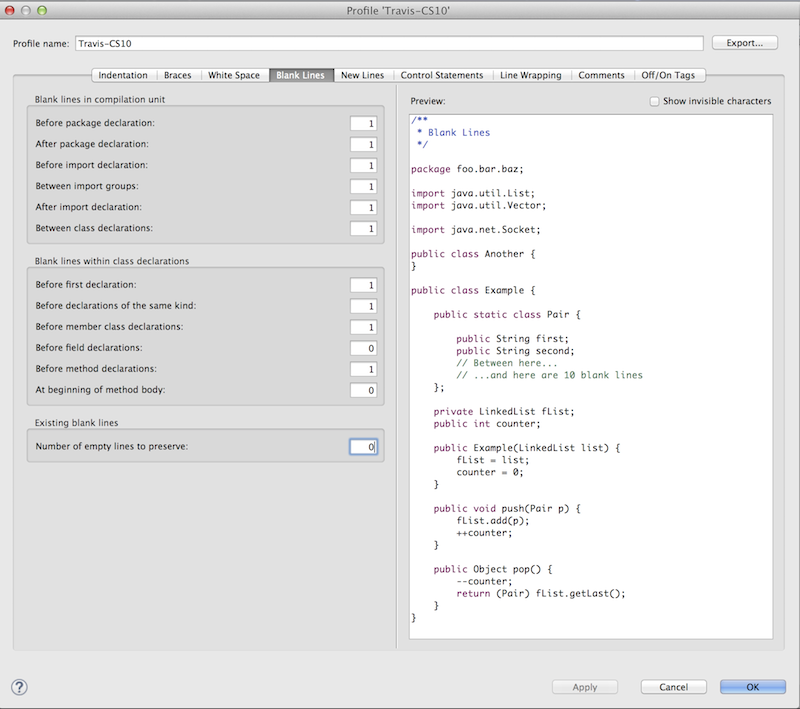 Profile 'Travis-CS10'
Profile name: Travis-CS10 Export...
Indentation Braces White Space Blank Lines New Lines Control Statements Line Wrapping Comments Off/On Tags
Blank lines in compilation unit
Before package declaration: 1
After package declaration: 1
Before import declaration: 1
Between import groups: 1
After import declaration: 1
Between class declarations: 1
Blank lines within class declarations
Before first declaration: 1
Before declarations of the same kind: 1
Before member class declarations: 1
Before field declarations: 0
Before method declarations: 1
At beginning of method body: 0
Existing blank lines
Number of empty lines to preserve: 0
Preview: Show invisible characters
/**
 * Blank Lines
 */
package foo.bar.baz;
import java.util.List;
import java.util.Vector;
import java.net.Socket;
public class Another {
}
public class Example {
    public static class Pair {
        public String first;
        public String second;
        // Between here...
        // ...and here are 10 blank lines
    };
    private LinkedList fList;
    public int counter;
    public Example(LinkedList list) {
        fList = list;
        counter = 0;
    }
    public void push(Pair p) {
        fList.add(p);
        ++counter;
    }
    public Object pop() {
        --counter;
        return (Pair) fList.getLast();
    }
}
? Apply Cancel OK